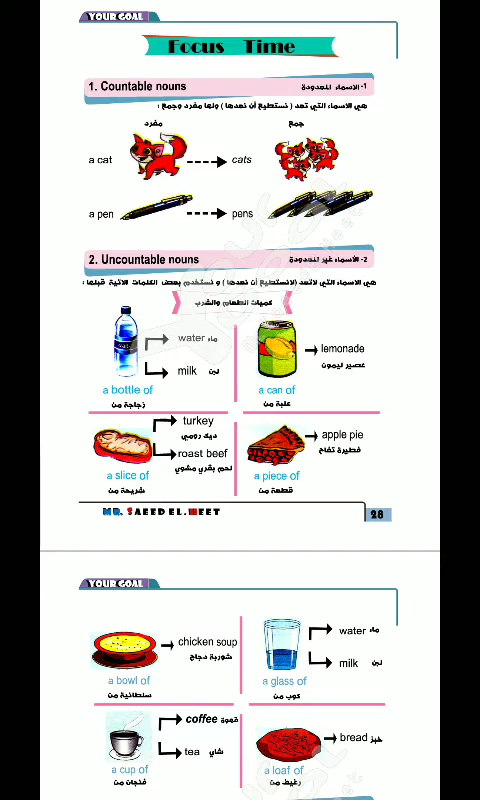 YOUR GOAL
Focus Time
1. Countable nouns
1- الاسماء المعدودة
هي الاسماء التي تعد ( نستطيع أن نعدها ) ولها مفرد وجمع :
مفرد
جمع
a cat
cats
a pen
pens
2. Uncountable nouns
2- الأسماء غير المعدودة
هي الاسماء التي لاتعد (لانستطيع أن نعدها ) و نستخدم بعض الكلمات الاتية قبلها :
كميات الطعام والشرب
water ماء
milk لبن
a bottle of
زجاجة من
lemonade
عصير ليمون
a can of
علبة من
turkey
ديك رومي
roast beef
لحم بقري مشوي
a slice of
شريحة من
apple pie
فطيرة تفاح
a piece of
قطعة من
MR. SAEED EL.WEET
28
YOUR GOAL
chicken soup
شوربة دجاج
a bowl of
سلطانية من
water ماء
milk لبن
a glass of
كوب من
coffee قهوة
tea شاي
a cup of
فنجان من
bread خبز
a loaf of
رغيف من